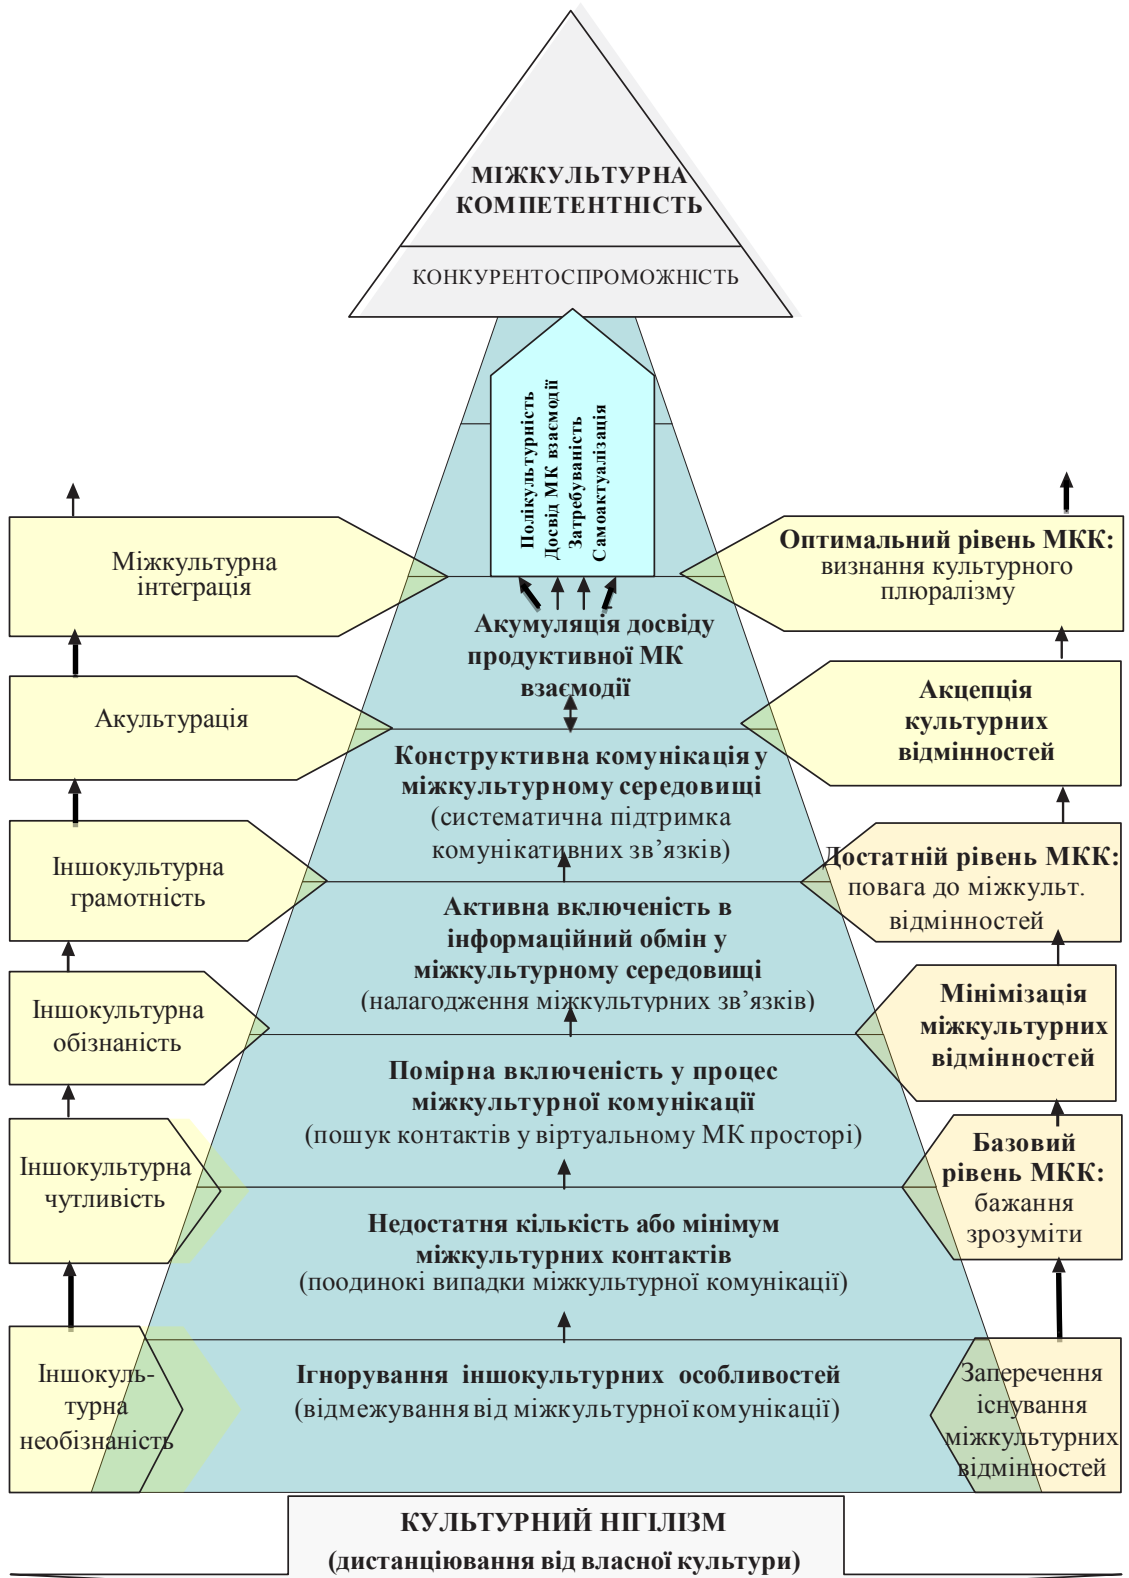 МІЖКУЛЬТУРНА
КОМПЕТЕНТНІСТЬ
КОНКУРЕНТОСПРОМОЖНІСТЬ
Полікультурність
Досвід МК взаємодії
Затребуваність
Самоактуалізація
Міжкультурна
інтеграція
Оптимальний рівень МКК:
визнання культурного
плюралізму
Акумуляція досвіду
продуктивної МК
взаємодії
Акультурація
Акцепція
культурних
відмінностей
Конструктивна комунікація у
міжкультурному середовищі
(систематична підтримка
комунікативних зв’язків)
Іншокультурна
грамотність
Достатній рівень МКК:
повага до міжкульт.
відмінностей
Активна включеність в
інформаційний обмін у
міжкультурному середовищі
(налагодження міжкультурних зв’язків)
Іншокультурна
обізнаність
Мінімізація
міжкультурних
відмінностей
Помірна включеність у процес
міжкультурної комунікації
(пошук контактів у віртуальному МК просторі)
Іншокультурна
чутливість
Базовий
рівень МКК:
бажання
зрозуміти
Недостатня кількість або мінімум
міжкультурних контактів
(поодинокі випадки міжкультурної комунікації)
Іншокуль-
турна
необізнаність
Ігнорування іншокультурних особливостей
(відмежування від міжкультурної комунікації)
Заперечення
існування
міжкультурних
відмінностей
КУЛЬТУРНИЙ НІГІЛІЗМ
(дистанціювання від власної культури)